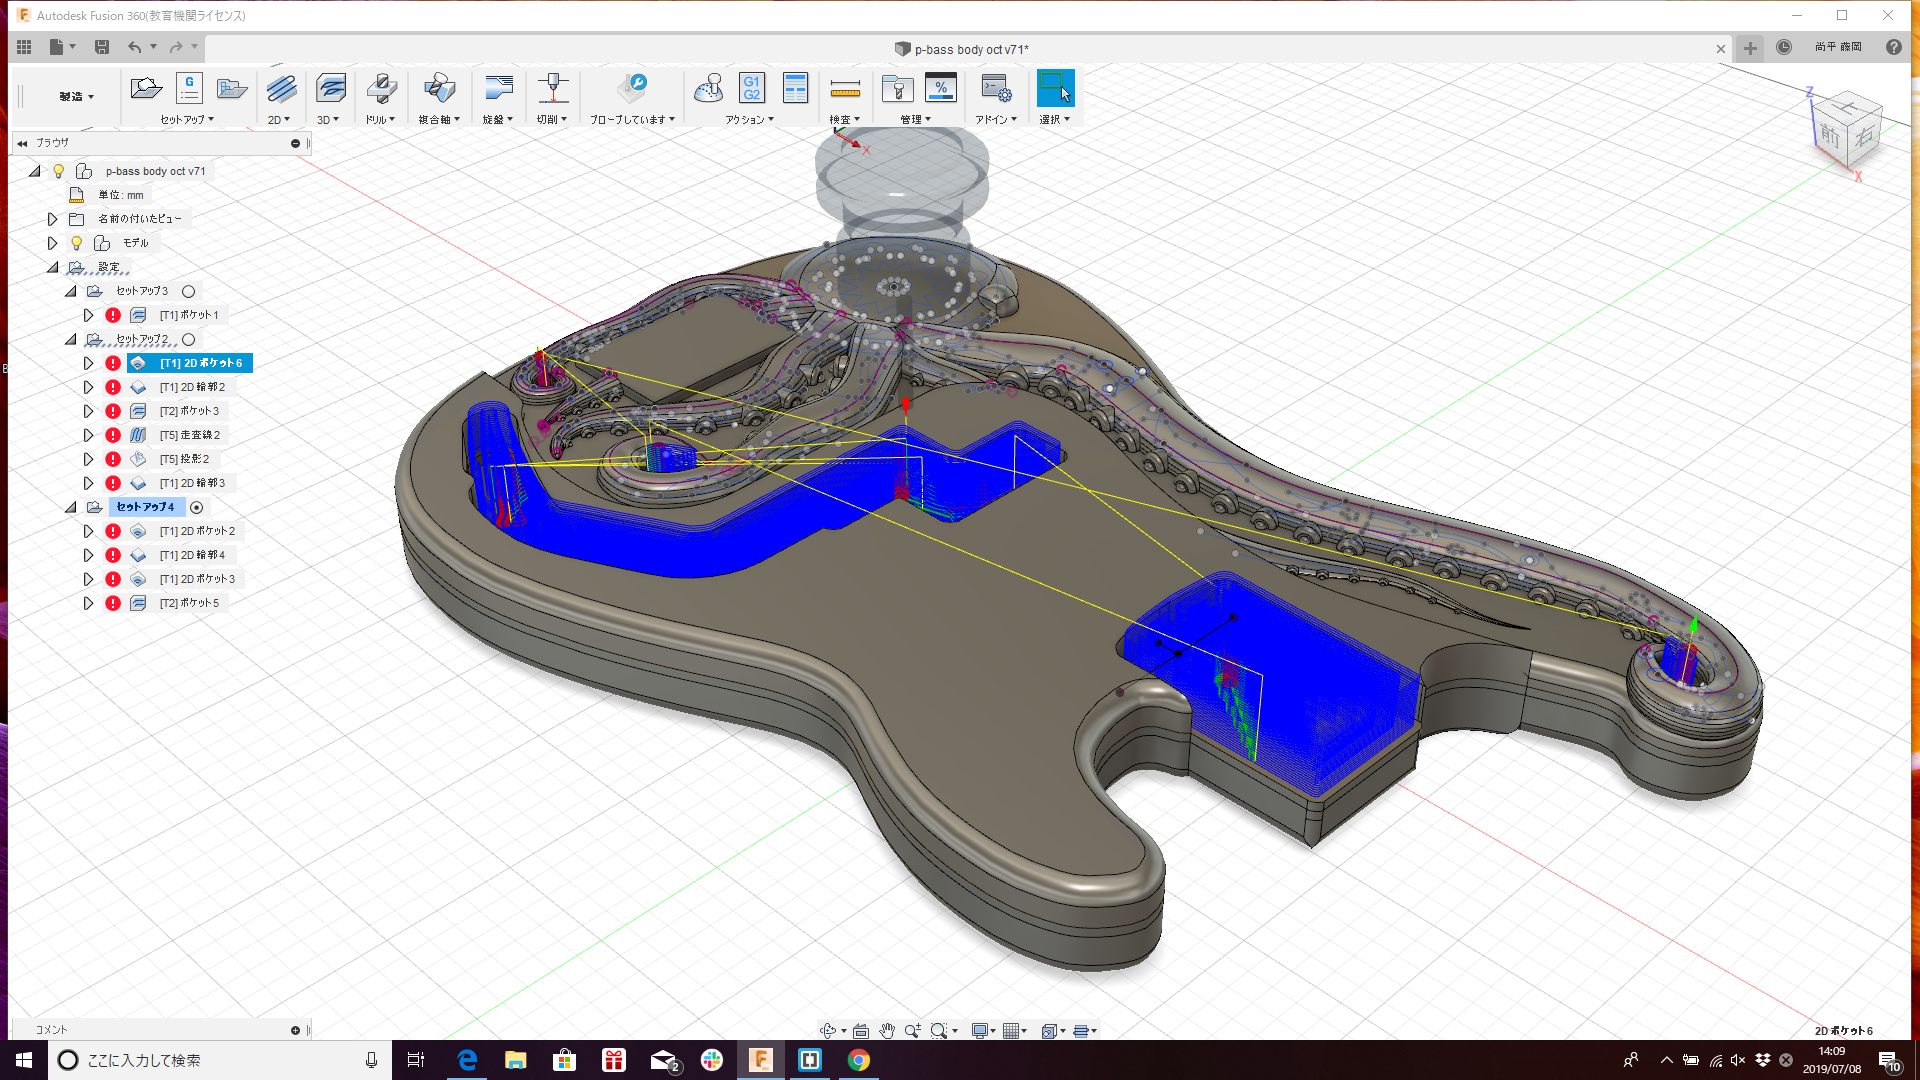 Autodesk Fusion 360(教育機関ライセンス)
p-bass body oct v71*
尚平 藤岡
製造
G
G1
G2
%
セットアップ
2D
3D
ドリル
複合軸
旋盤
切削
プローブしています
アクション
検査
管理
アドイン
選択
ブラウザ
p-bass body oct v71
単位: mm
名前の付いたビュー
モデル
設定
セットアップ3
[T1] ポケット1
セットアップ2
[T1] 2D ポケット6
[T1] 2D 輪郭2
[T2] ポケット3
[T5] 走査線2
[T5] 投影2
[T1] 2D 輪郭3
セットアップ4
[T1] 2D ポケット2
[T1] 2D 輪郭4
[T1] 2D ポケット3
[T2] ポケット5
X
Z
上
前
右
X
コメント
2D ポケット6
ここに入力して検索
2
14:09
2019/07/08
10